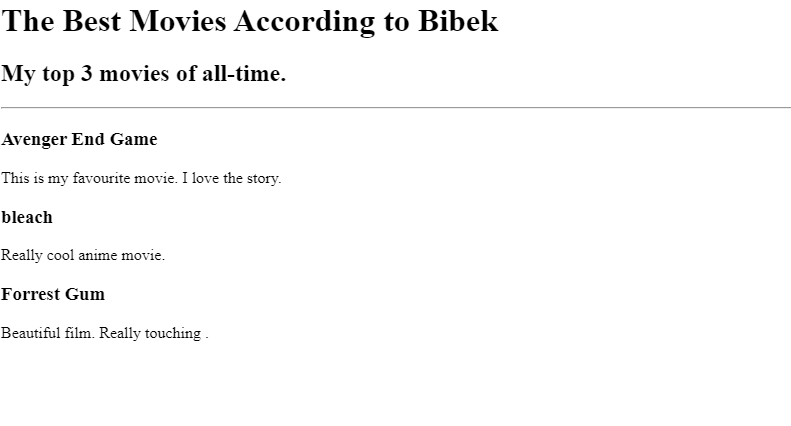 The Best Movies According to Bibek
My top 3 movies of all-time.
Avenger End Game
This is my favourite movie. I love the story.
bleach
Really cool anime movie.
Forrest Gum
Beautiful film. Really touching .